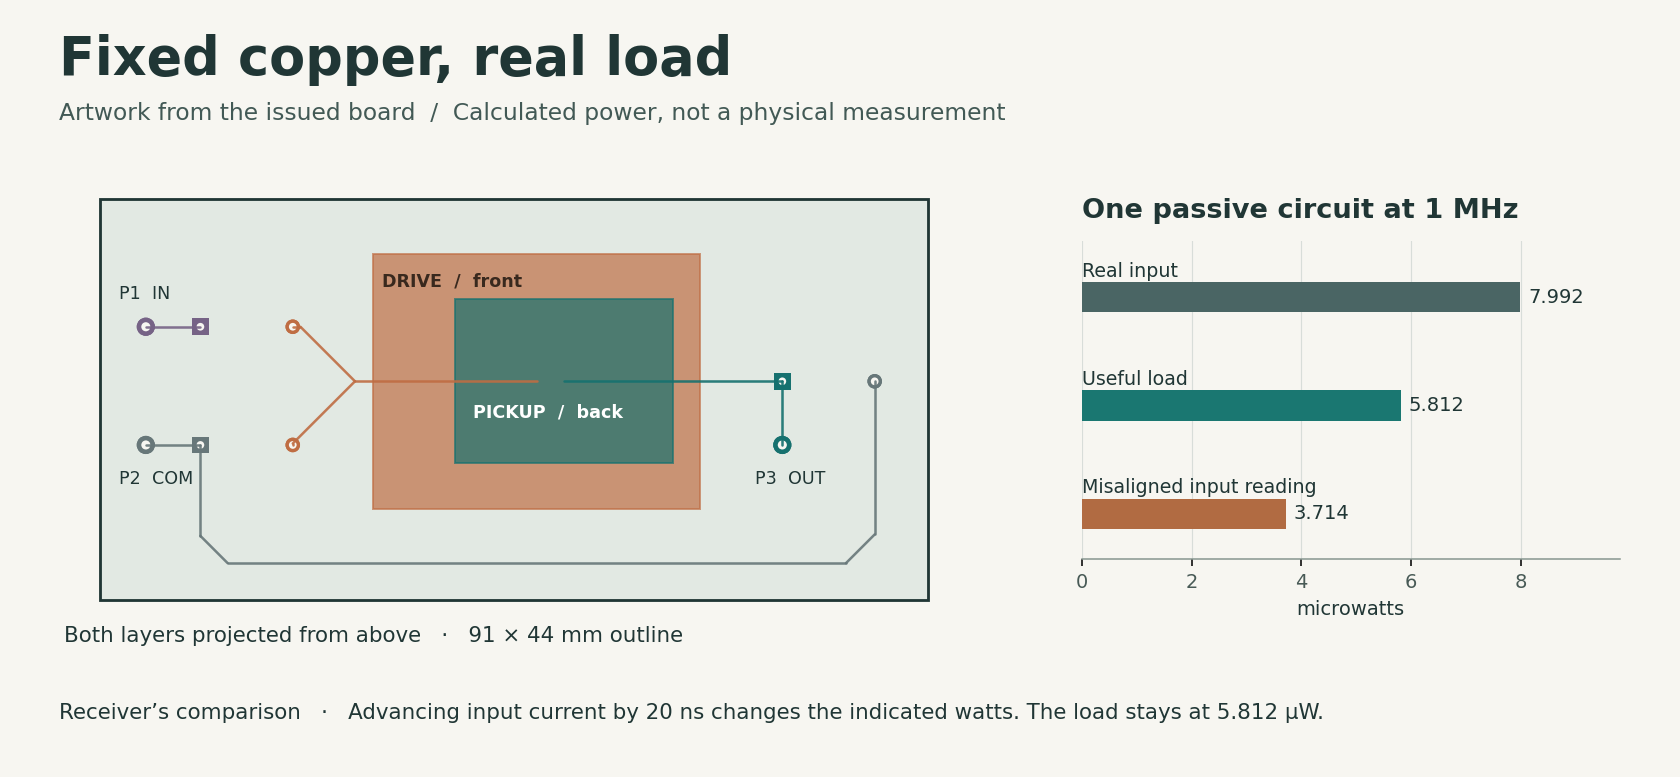 Fixed copper, real load
Artwork from the issued board / Calculated power, not a physical measurement
P1 IN
DRIVE / front
PICKUP / back
P2 COM
P3 OUT
Both layers projected from above · 91 × 44 mm outline
One passive circuit at 1 MHz
Real input
7.992
Useful load
5.812
Misaligned input reading
3.714
0 2 4 6 8
microwatts
Receiver’s comparison · Advancing input current by 20 ns changes the indicated watts. The load stays at 5.812 µW.